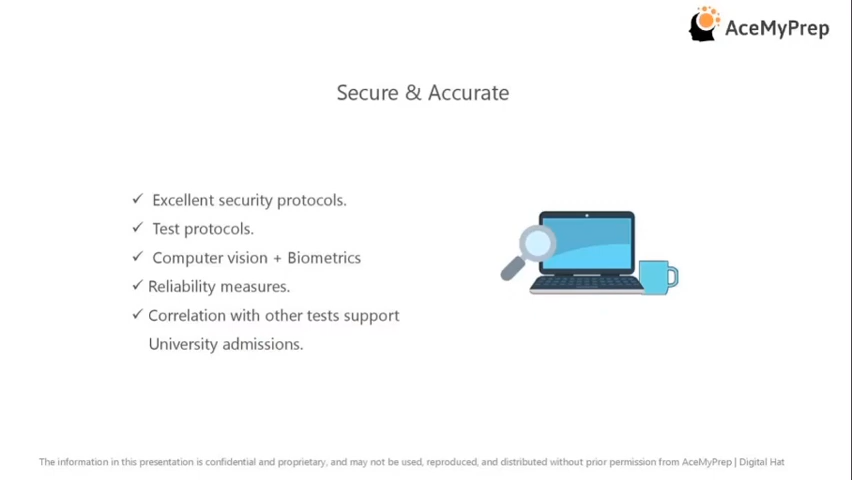 AceMyPrep
Secure & Accurate
✓ Excellent security protocols.
✓ Test protocols.
✓ Computer vision + Biometrics
✓ Reliability measures.
✓ Correlation with other tests support
University admissions.
The information in this presentation is confidential and proprietary, and may not be used, reproduced, and distributed without prior permission from AceMyPrep | Digital Hat